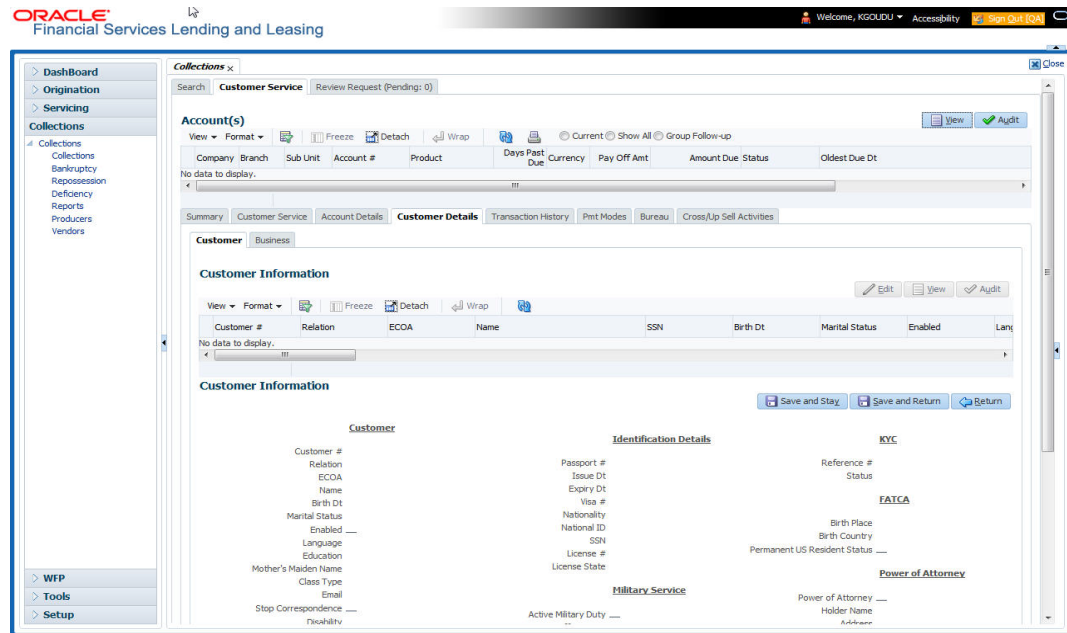 ORACLE®
Financial Services Lending and Leasing
Welcome, KGOUDU
Accessibility
Sign Out [QA]
Close
DashBoard
Origination
Servicing
Collections
Collections
Collections
Bankruptcy
Repossession
Deficiency
Reports
Producers
Vendors
WFP
Tools
Setup
Collections
Search Customer Service Review Request (Pending: 0)
Account(s)
View Audit
View Format Freeze Detach Wrap Current Show All Group Follow-up
Company Branch Sub Unit Account # Product Days Past Due Currency Pay Off Amt Amount Due Status Oldest Due Dt
No data to display.
Summary Customer Service Account Details Customer Details Transaction History Pmt Modes Bureau Cross/Up Sell Activities
Customer Business
Customer Information
Edit View Audit
View Format Freeze Detach Wrap
Customer # Relation ECOA Name SSN Birth Dt Marital Status Enabled Lang
No data to display.
Customer Information
Save and Stay Save and Return Return
Customer
Customer #
Relation
ECOA
Name
Birth Dt
Marital Status
Enabled
Language
Education
Mother's Maiden Name
Class Type
Email
Stop Correspondence
Disability
Identification Details
Passport #
Issue Dt
Expiry Dt
Visa #
Nationality
National ID
SSN
License #
License State
Military Service
Active Military Duty
KYC
Reference #
Status
FATCA
Birth Place
Birth Country
Permanent US Resident Status
Power of Attorney
Power of Attorney
Holder Name
Address